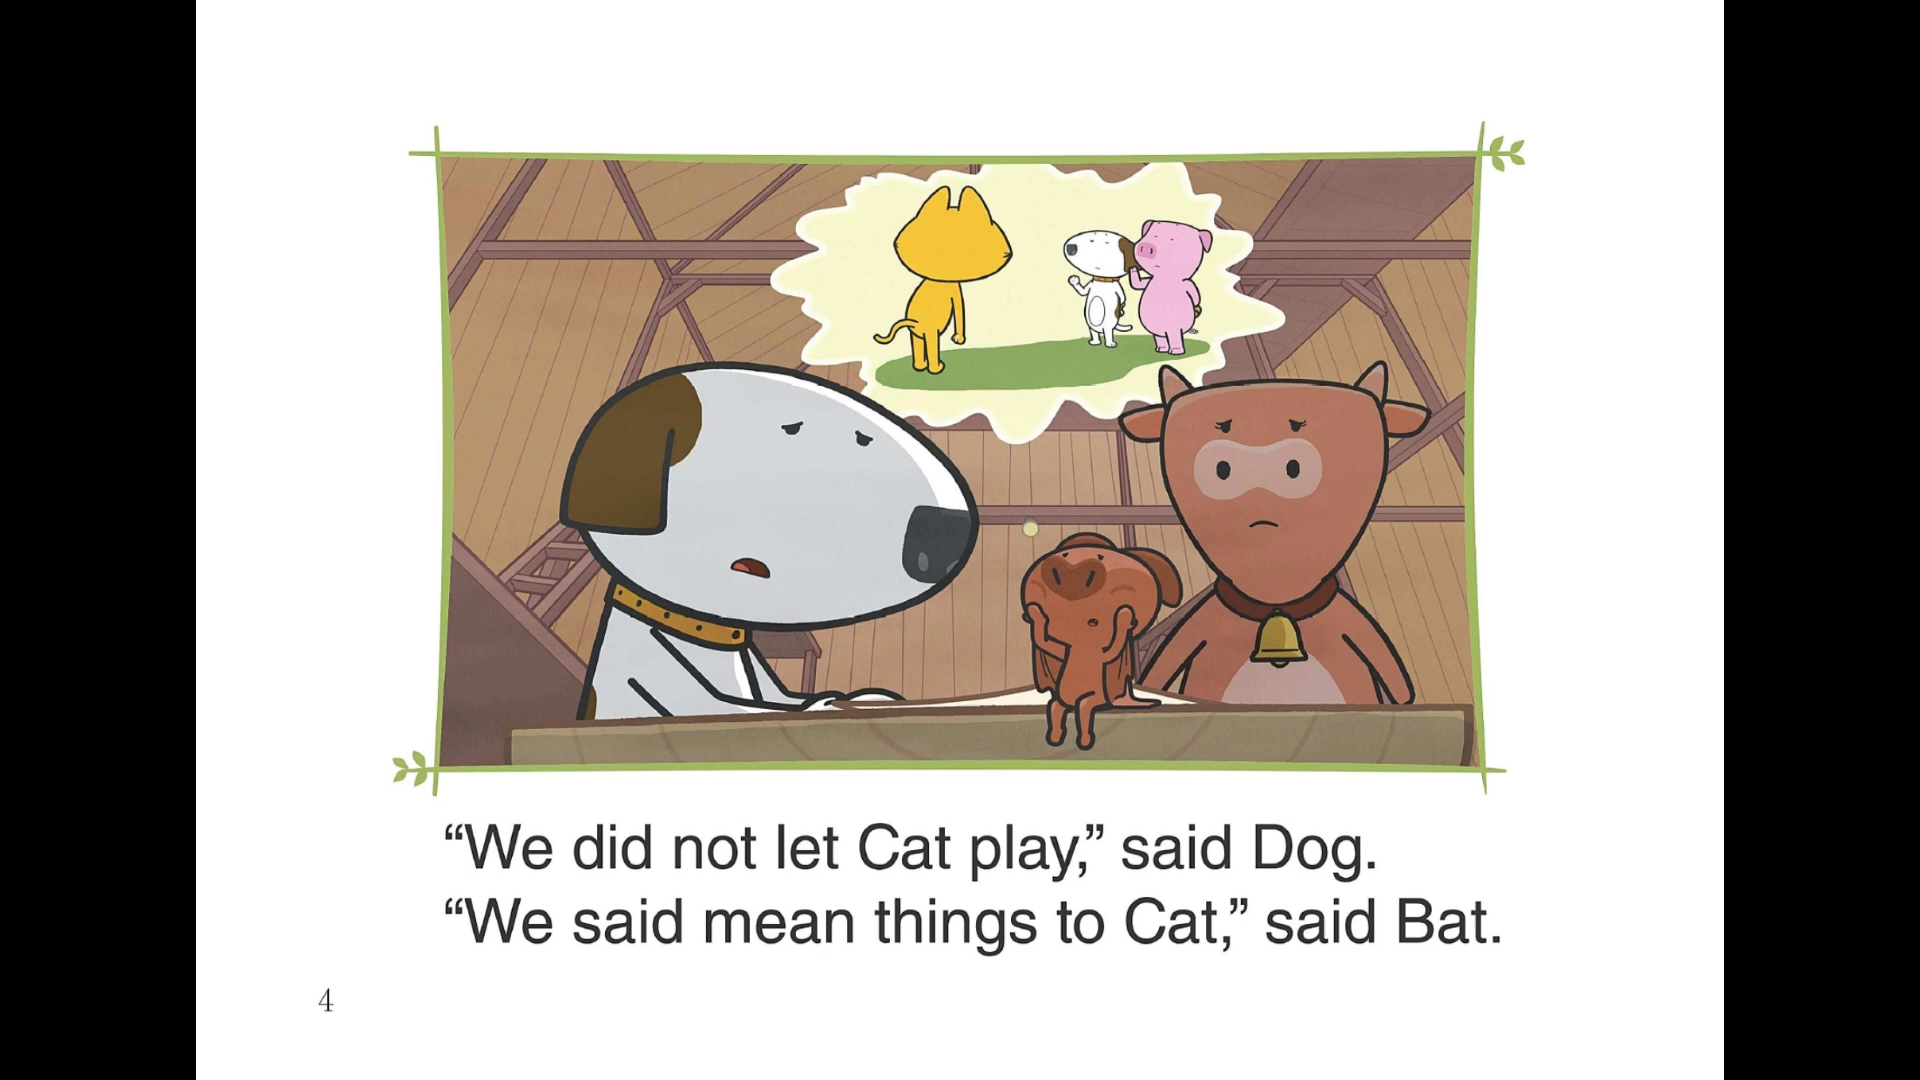 “We did not let Cat play,” said Dog.
“We said mean things to Cat,” said Bat.
4